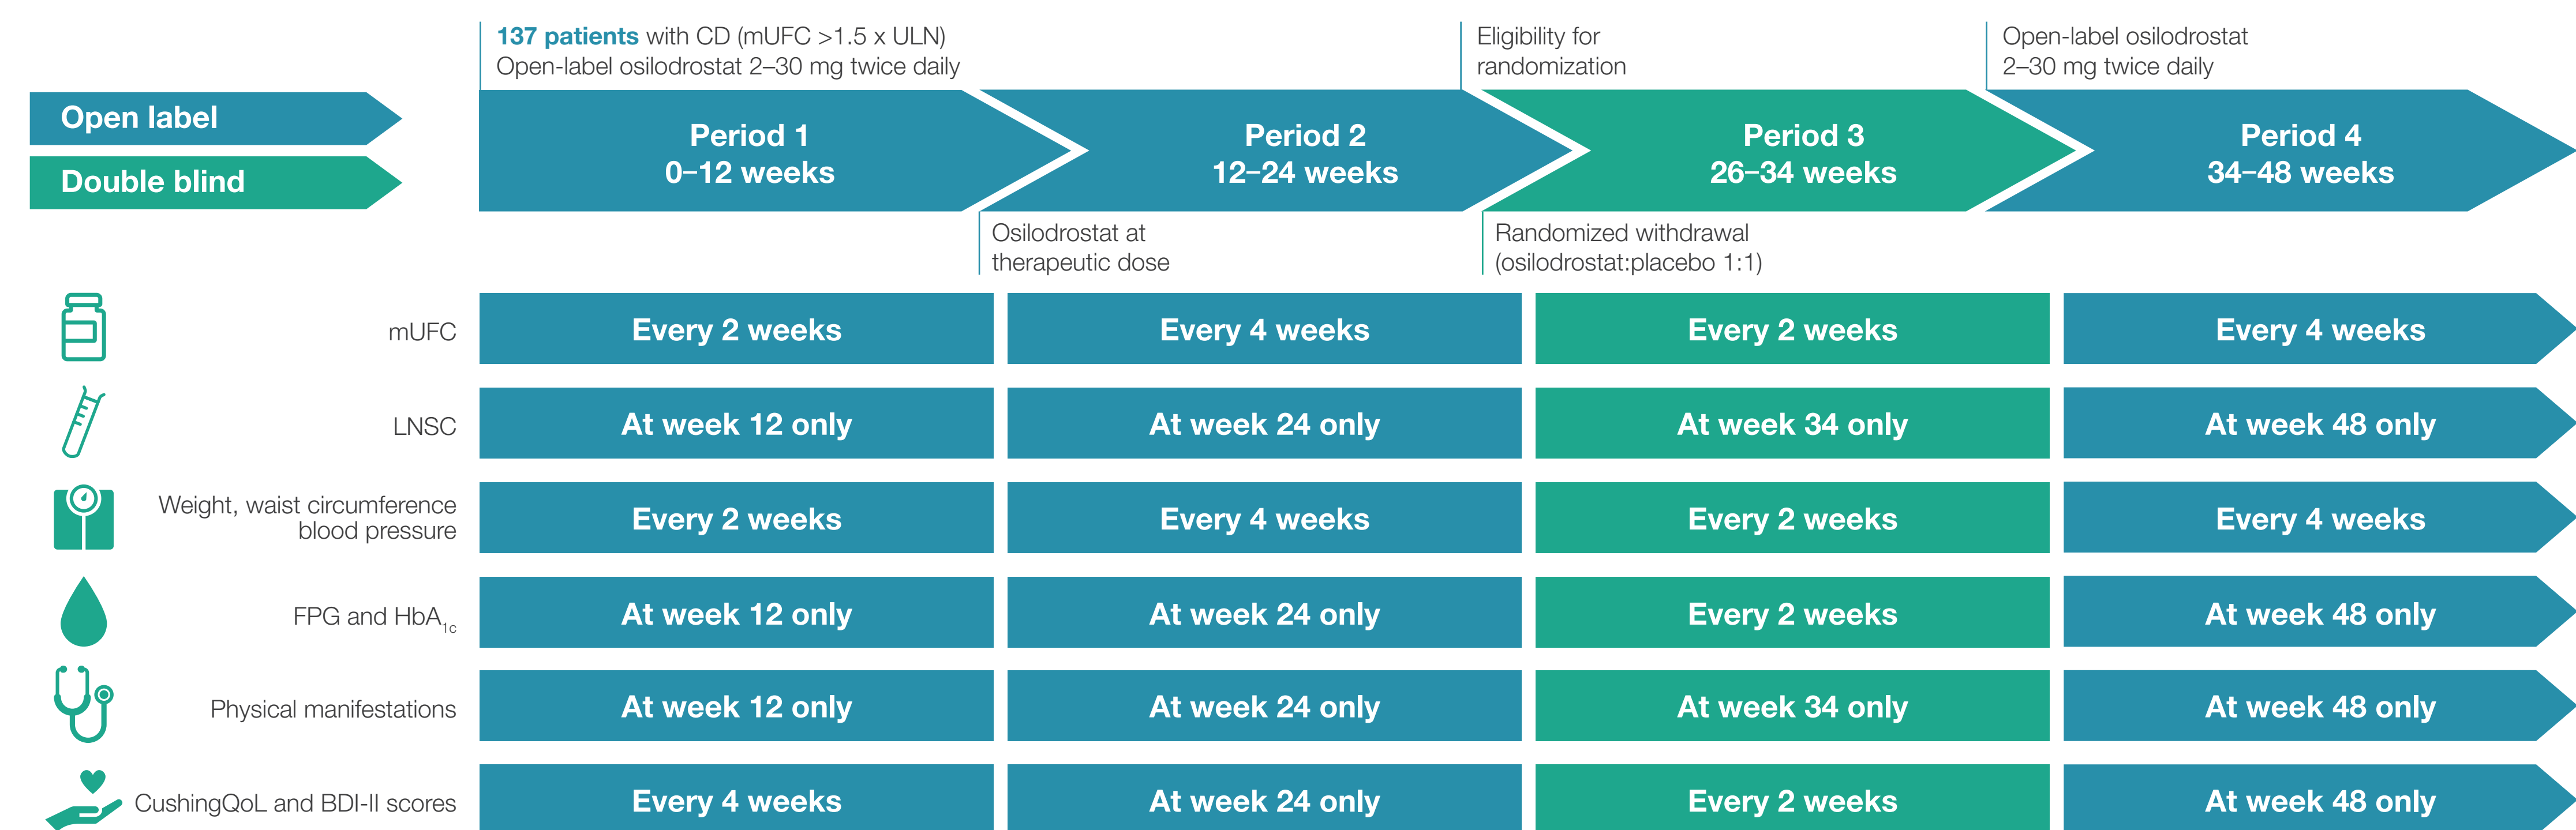 137 patients with CD (mUFC >1.5 x ULN)
Open-label osilodrostat 2–30 mg twice daily
Eligibility for
randomization
Open-label osilodrostat
2–30 mg twice daily
Open label
Double blind
Period 1
0–12 weeks
Period 2
12–24 weeks
Period 3
26–34 weeks
Period 4
34–48 weeks
Osilodrostat at
therapeutic dose
Randomized withdrawal
(osilodrostat:placebo 1:1)
mUFC
Every 2 weeks
Every 4 weeks
Every 2 weeks
Every 4 weeks
LNSC
At week 12 only
At week 24 only
At week 34 only
At week 48 only
Weight, waist circumference
blood pressure
Every 2 weeks
Every 4 weeks
Every 2 weeks
Every 4 weeks
FPG and HbA1c
At week 12 only
At week 24 only
Every 2 weeks
At week 48 only
Physical manifestations
At week 12 only
At week 24 only
At week 34 only
At week 48 only
CushingQoL and BDI-II scores
Every 4 weeks
At week 24 only
Every 2 weeks
At week 48 only